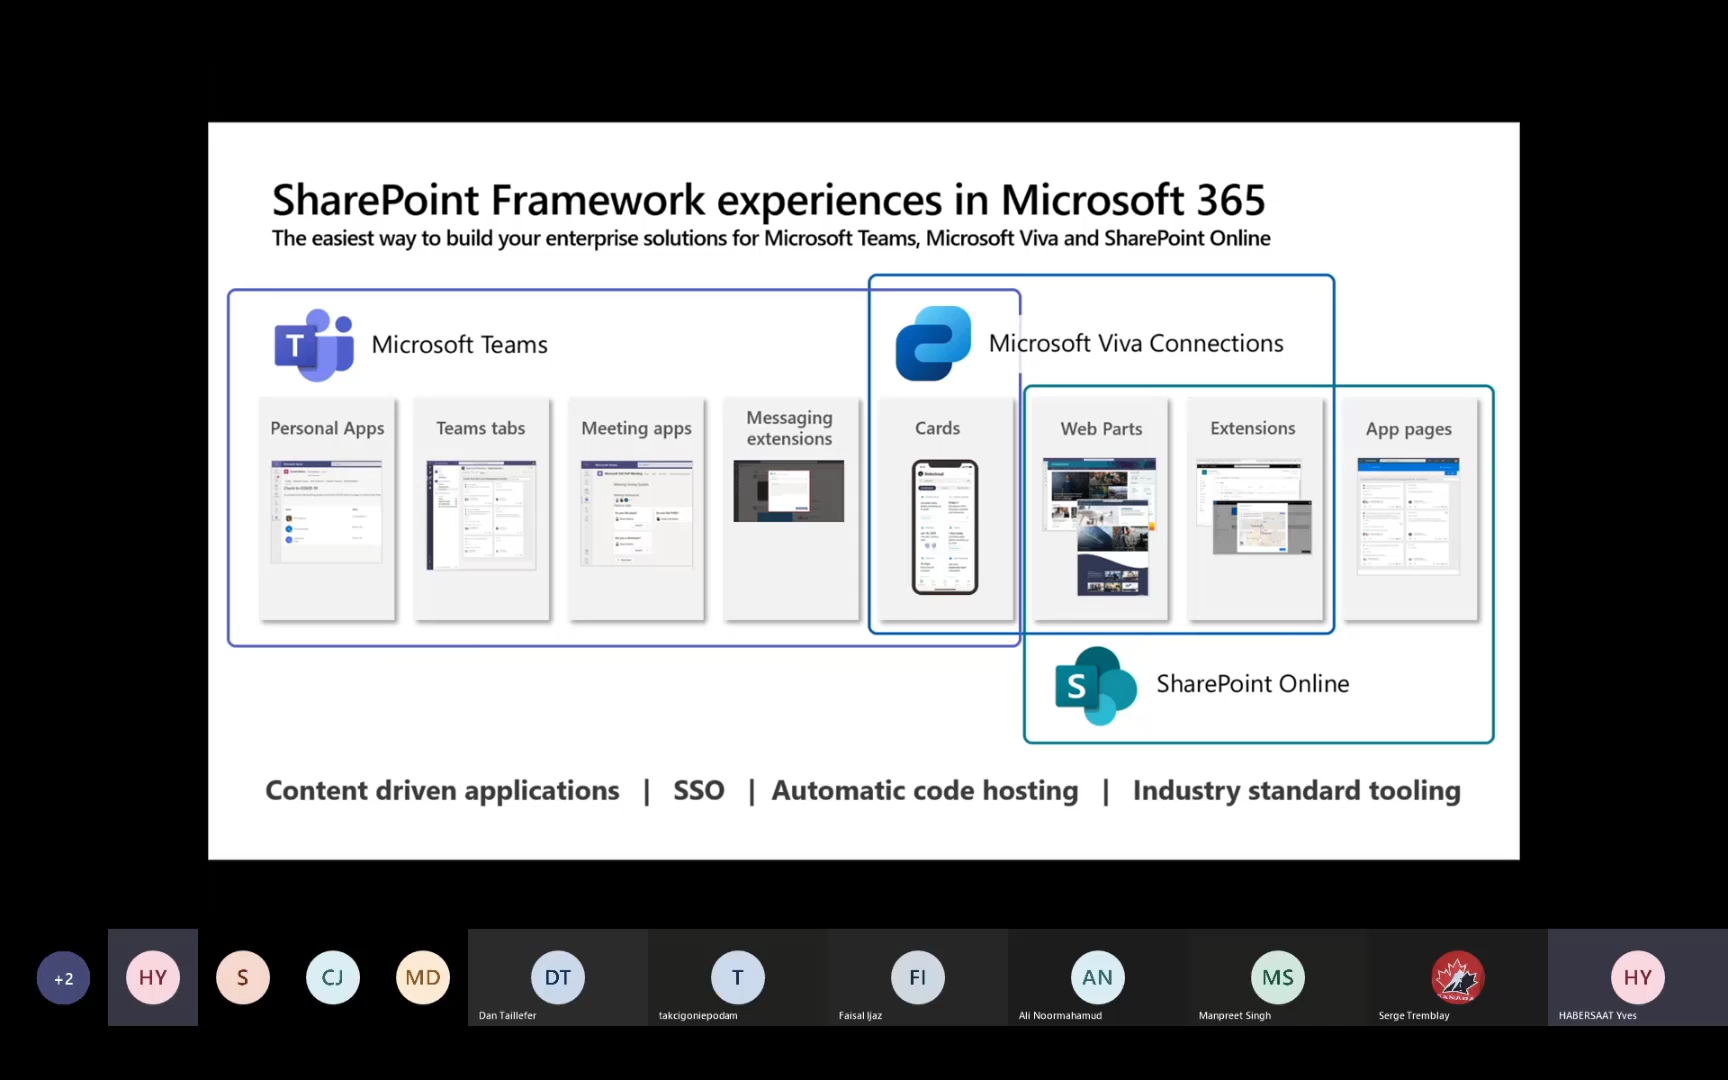 SharePoint Framework experiences in Microsoft 365
The easiest way to build your enterprise solutions for Microsoft Teams, Microsoft Viva and SharePoint Online
T
Microsoft Teams
Microsoft Viva Connections
Personal Apps
Teams tabs
Meeting apps
Messaging
extensions
Cards
Web Parts
Extensions
App pages
S
SharePoint Online
Content driven applications | SSO | Automatic code hosting | Industry standard tooling
+2
HY
S
CJ
MD
DT
Dan Taillefer
T
takcigoniepodam
FI
Faisal Ijaz
AN
Ali Noormahamud
MS
Manpreet Singh
CANADA
Serge Tremblay
HY
HABERSAAT Yves